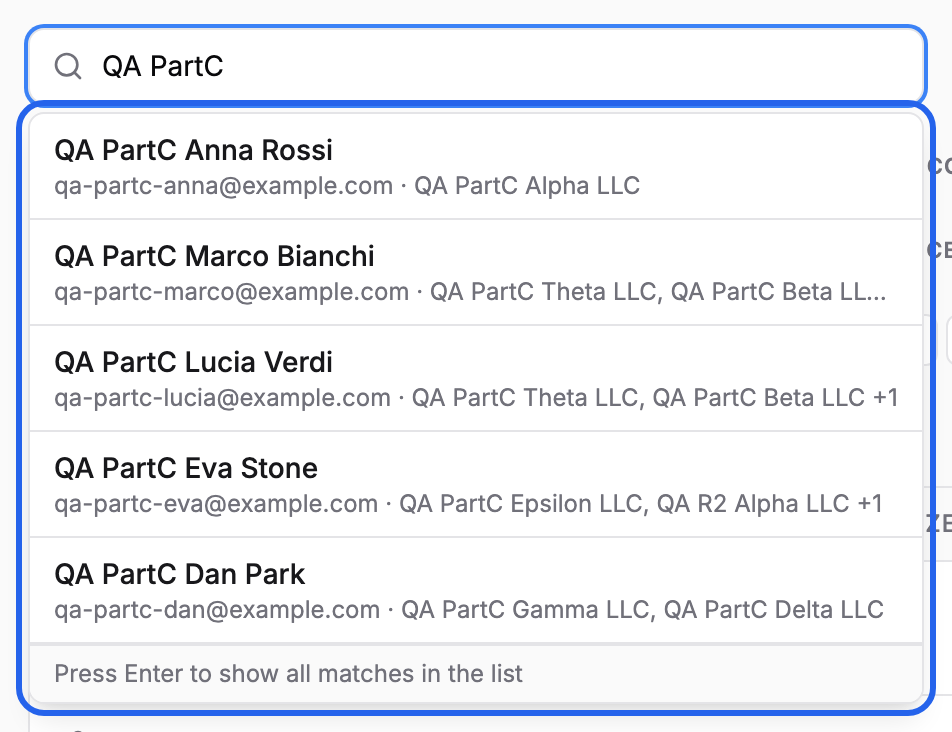 QA PartC
QA PartC Anna Rossi
qa-partc-anna@example.com · QA PartC Alpha LLC
QA PartC Marco Bianchi
qa-partc-marco@example.com · QA PartC Theta LLC, QA PartC Beta LL...
QA PartC Lucia Verdi
qa-partc-lucia@example.com · QA PartC Theta LLC, QA PartC Beta LLC +1
QA PartC Eva Stone
qa-partc-eva@example.com · QA PartC Epsilon LLC, QA R2 Alpha LLC +1
QA PartC Dan Park
qa-partc-dan@example.com · QA PartC Gamma LLC, QA PartC Delta LLC
Press Enter to show all matches in the list